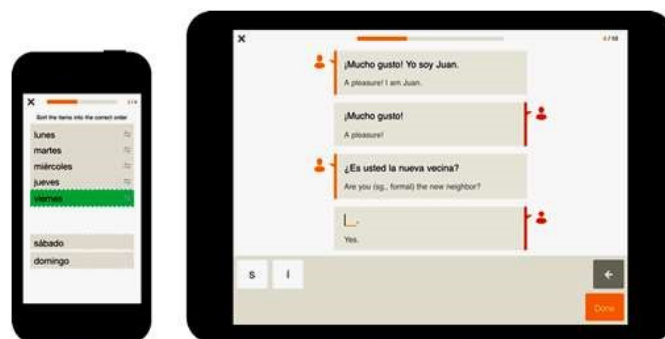 Sort the items into the correct order
lunes
martes
miércoles
jueves
viernes
sábado
domingo
¡Mucho gusto! Yo soy Juan.
A pleasure! I am Juan.
¡Mucho gusto!
A pleasure!
¿Es usted la nueva vecina?
Are you (sg., formal) the new neighbor?
__.
Yes.
s í
Done